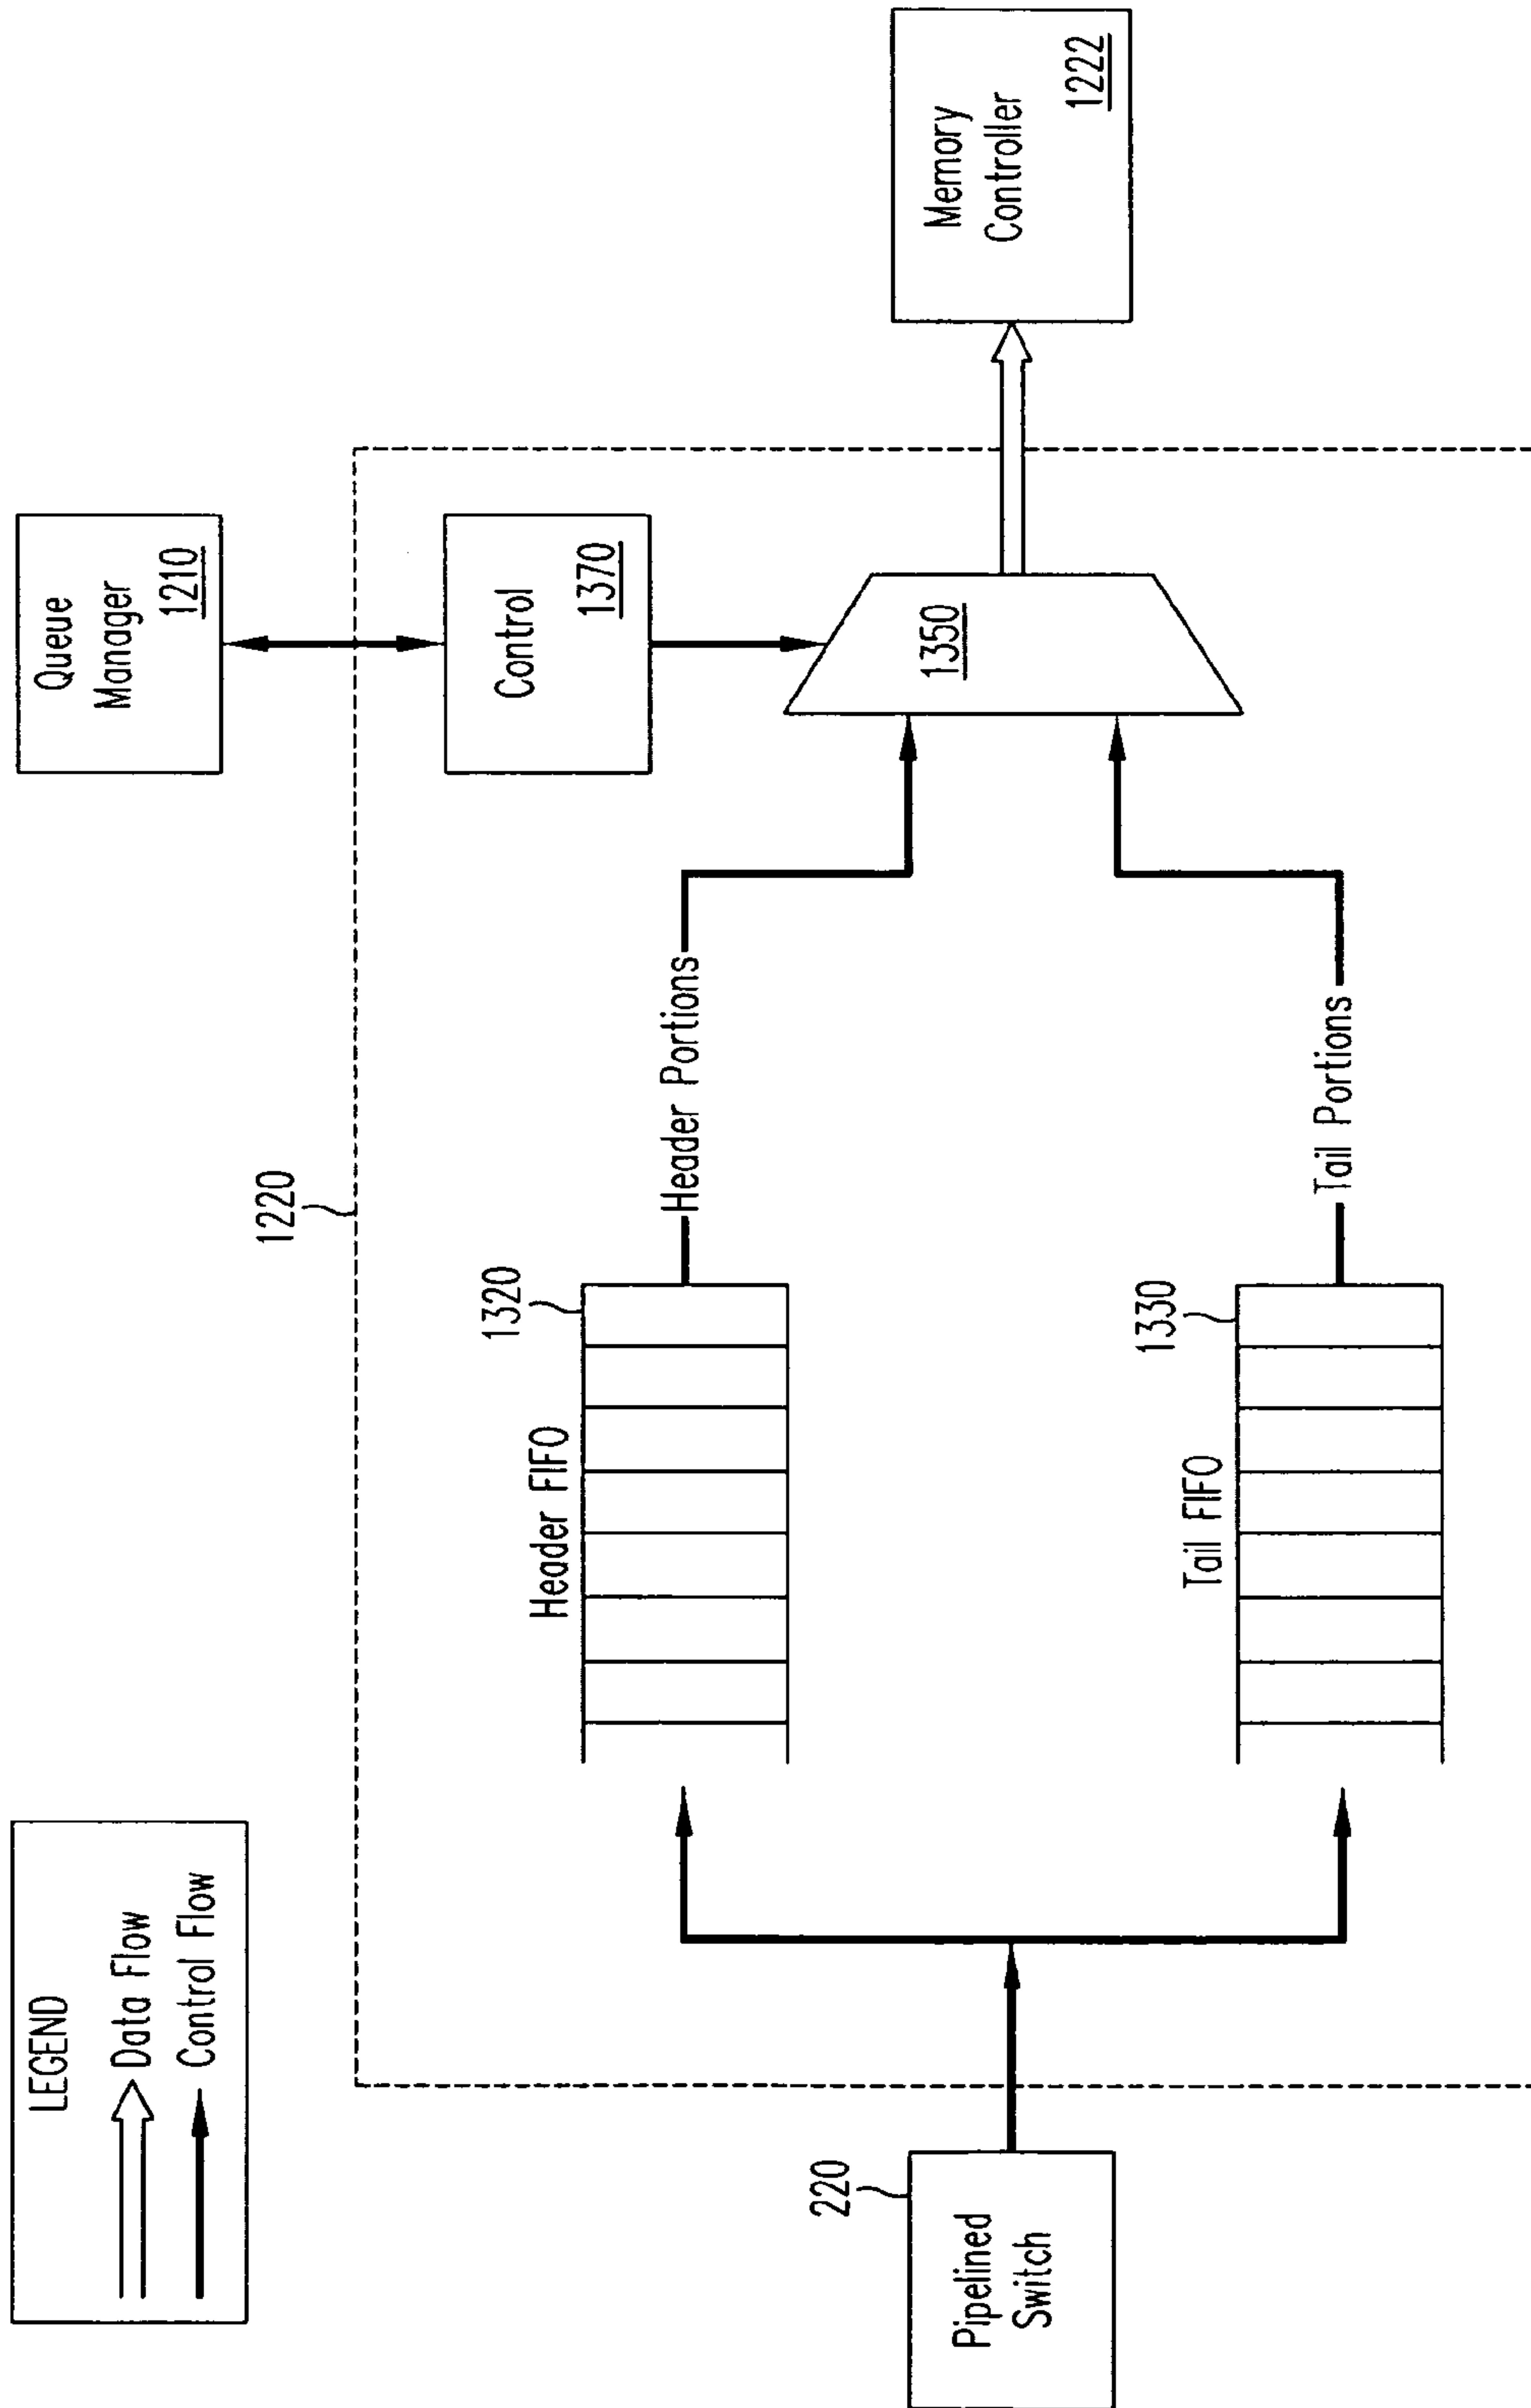 LEGEND
Data Flow
Control Flow
Queue
Manager
1210
1220
Control
1370
Header FIFO
1320
Header Portions
220
Pipelined
Switch
1350
Memory
Controller
1222
Tail FIFO
1330
Tail Portions